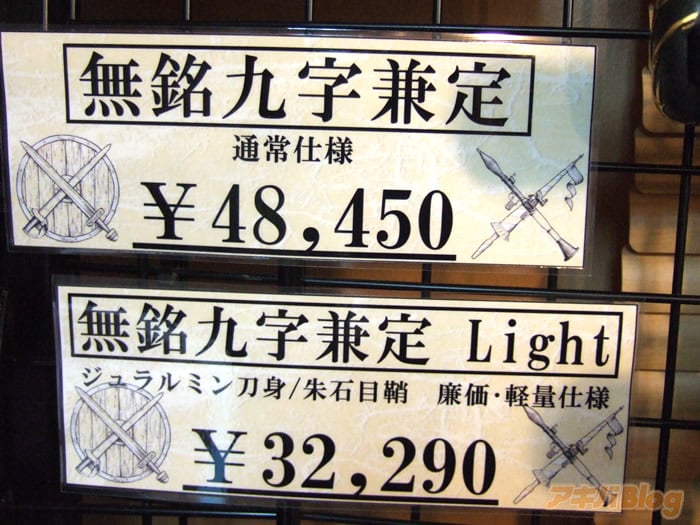 無銘九字兼定
通常仕様
￥48,450
無銘九字兼定 Light
ジュラルミン刀身/朱石目鞘 廉価・軽量仕様
￥32,290
アキバBlog